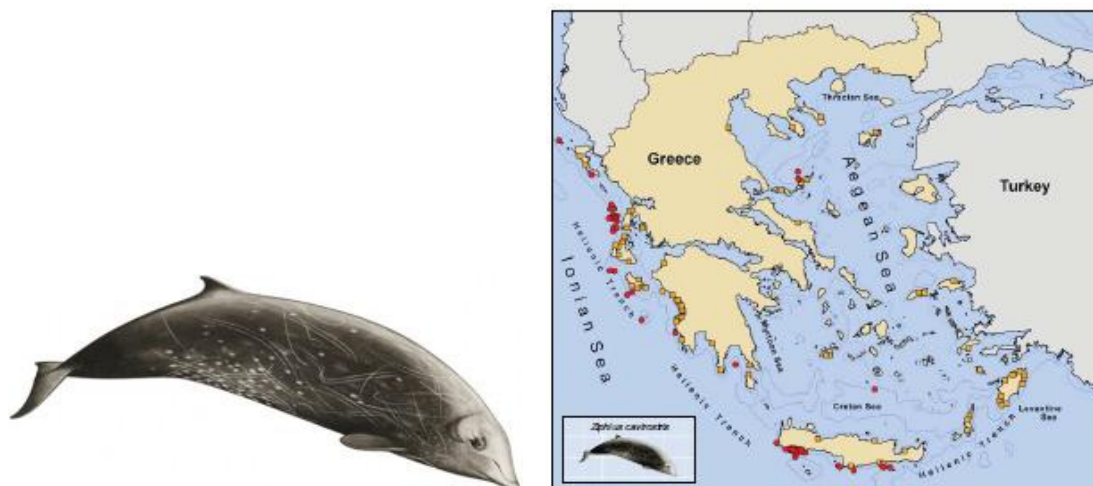 Thracian Sea
Greece
Aegean Sea
Turkey
Hellenic Trench
Ionian Sea
Myrtoan Sea
Hellenic Trench
Cretan Sea
Levantine
Sea
Hellenic Trench
Ziphius cavirostris